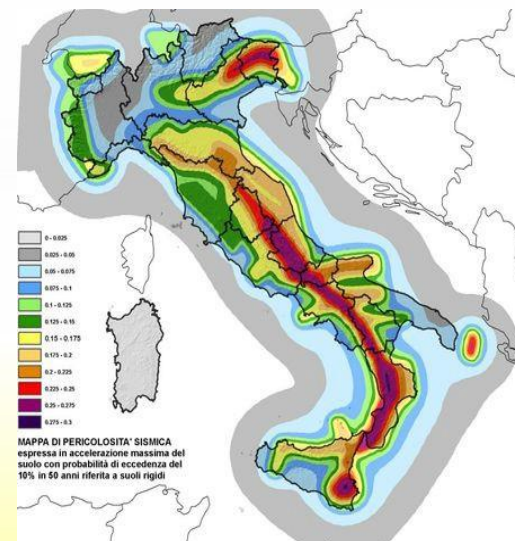 0 - 0.025
0.025 - 0.05
0.05 - 0.075
0.075 - 0.1
0.1 - 0.125
0.125 - 0.15
0.15 - 0.175
0.175 - 0.2
0.2 - 0.225
0.225 - 0.25
0.25 - 0.275
0.275 - 0.3
MAPPA DI PERICOLOSITA' SISMICA
espressa in accelerazione massima del
suolo con probabilità di eccedenza del
10% in 50 anni riferita a suoli rigidi